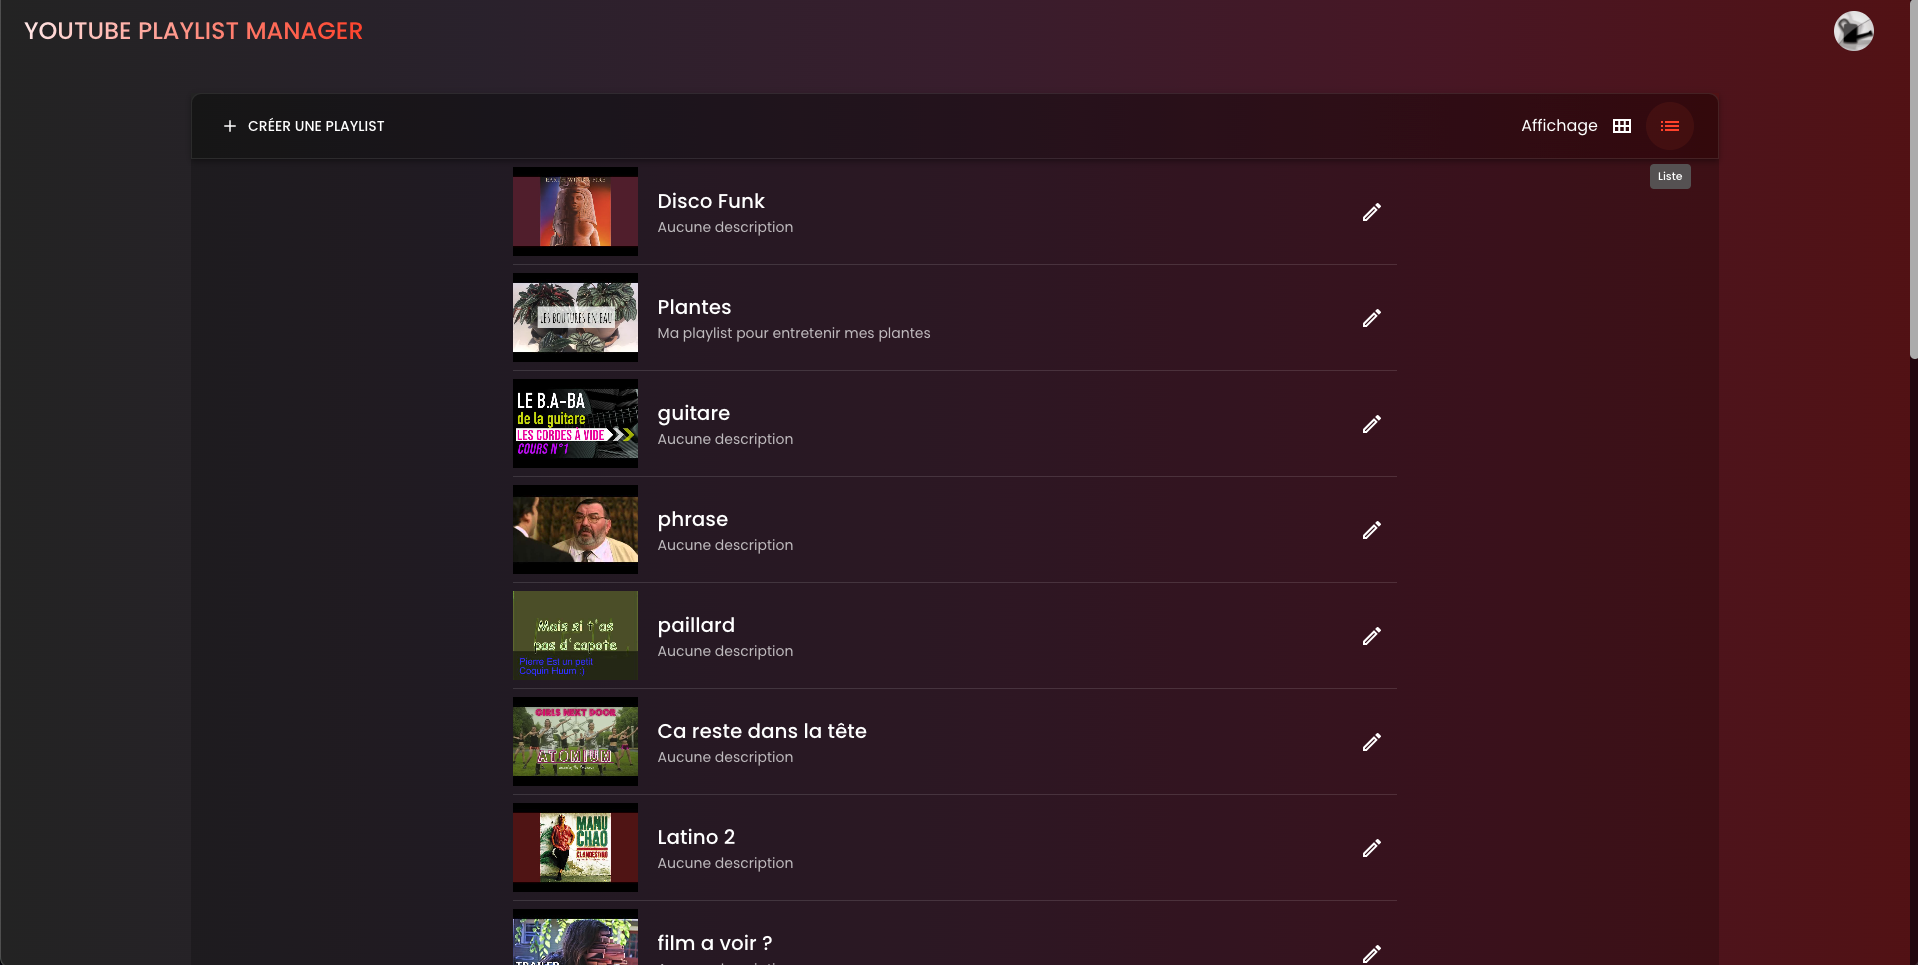 YOUTUBE PLAYLIST MANAGER
CRÉER UNE PLAYLIST
Affichage
Liste
Disco Funk
Aucune description
LES BOUTURES EN EAU
Plantes
Ma playlist pour entretenir mes plantes
LE B.A-BA
de la guitare
LES CORDES À VIDE
COURS N°1
guitare
Aucune description
phrase
Aucune description
Mais si t'as
pas d'capote
Pierre Est un petit
Coquin Huum :)
paillard
Aucune description
GIRLS NEXT DOOR
ATOMIUM
Ca reste dans la tête
Aucune description
MANU
CHAO
CLANDESTINO
Latino 2
Aucune description
TRAILER
film a voir ?